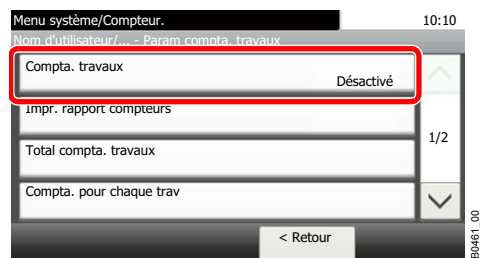 Menu système/Compteur.
10:10
Nom d'utilisateur/... - Param compta. travaux
Compta. travaux
Désactivé
Impr. rapport compteurs
1/2
Total compta. travaux
Compta. pour chaque trav
< Retour
B0461_00